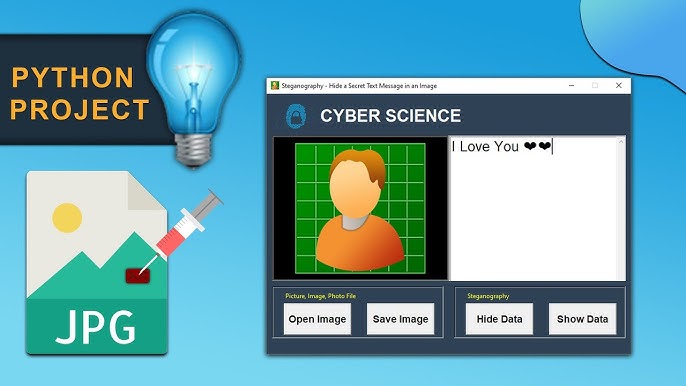 PYTHON
PROJECT
JPG
Steganography - Hide a Secret Text Message in an Image
CYBER SCIENCE
I Love You ❤❤
Picture, Image, Photo File
Open Image
Save Image
Steganography
Hide Data
Show Data